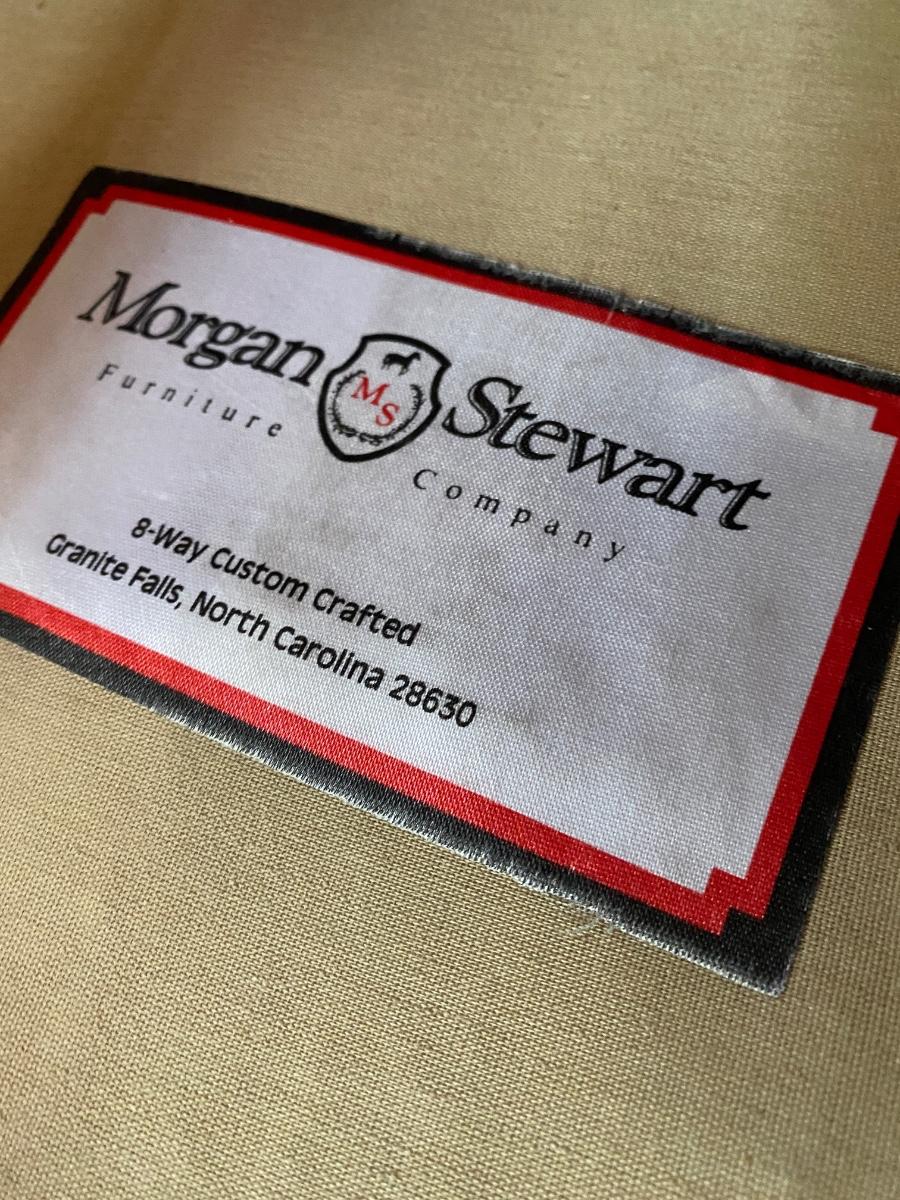 Morgan MS Stewart
Furniture Company
8-Way Custom Crafted
Granite Falls, North Carolina 28630